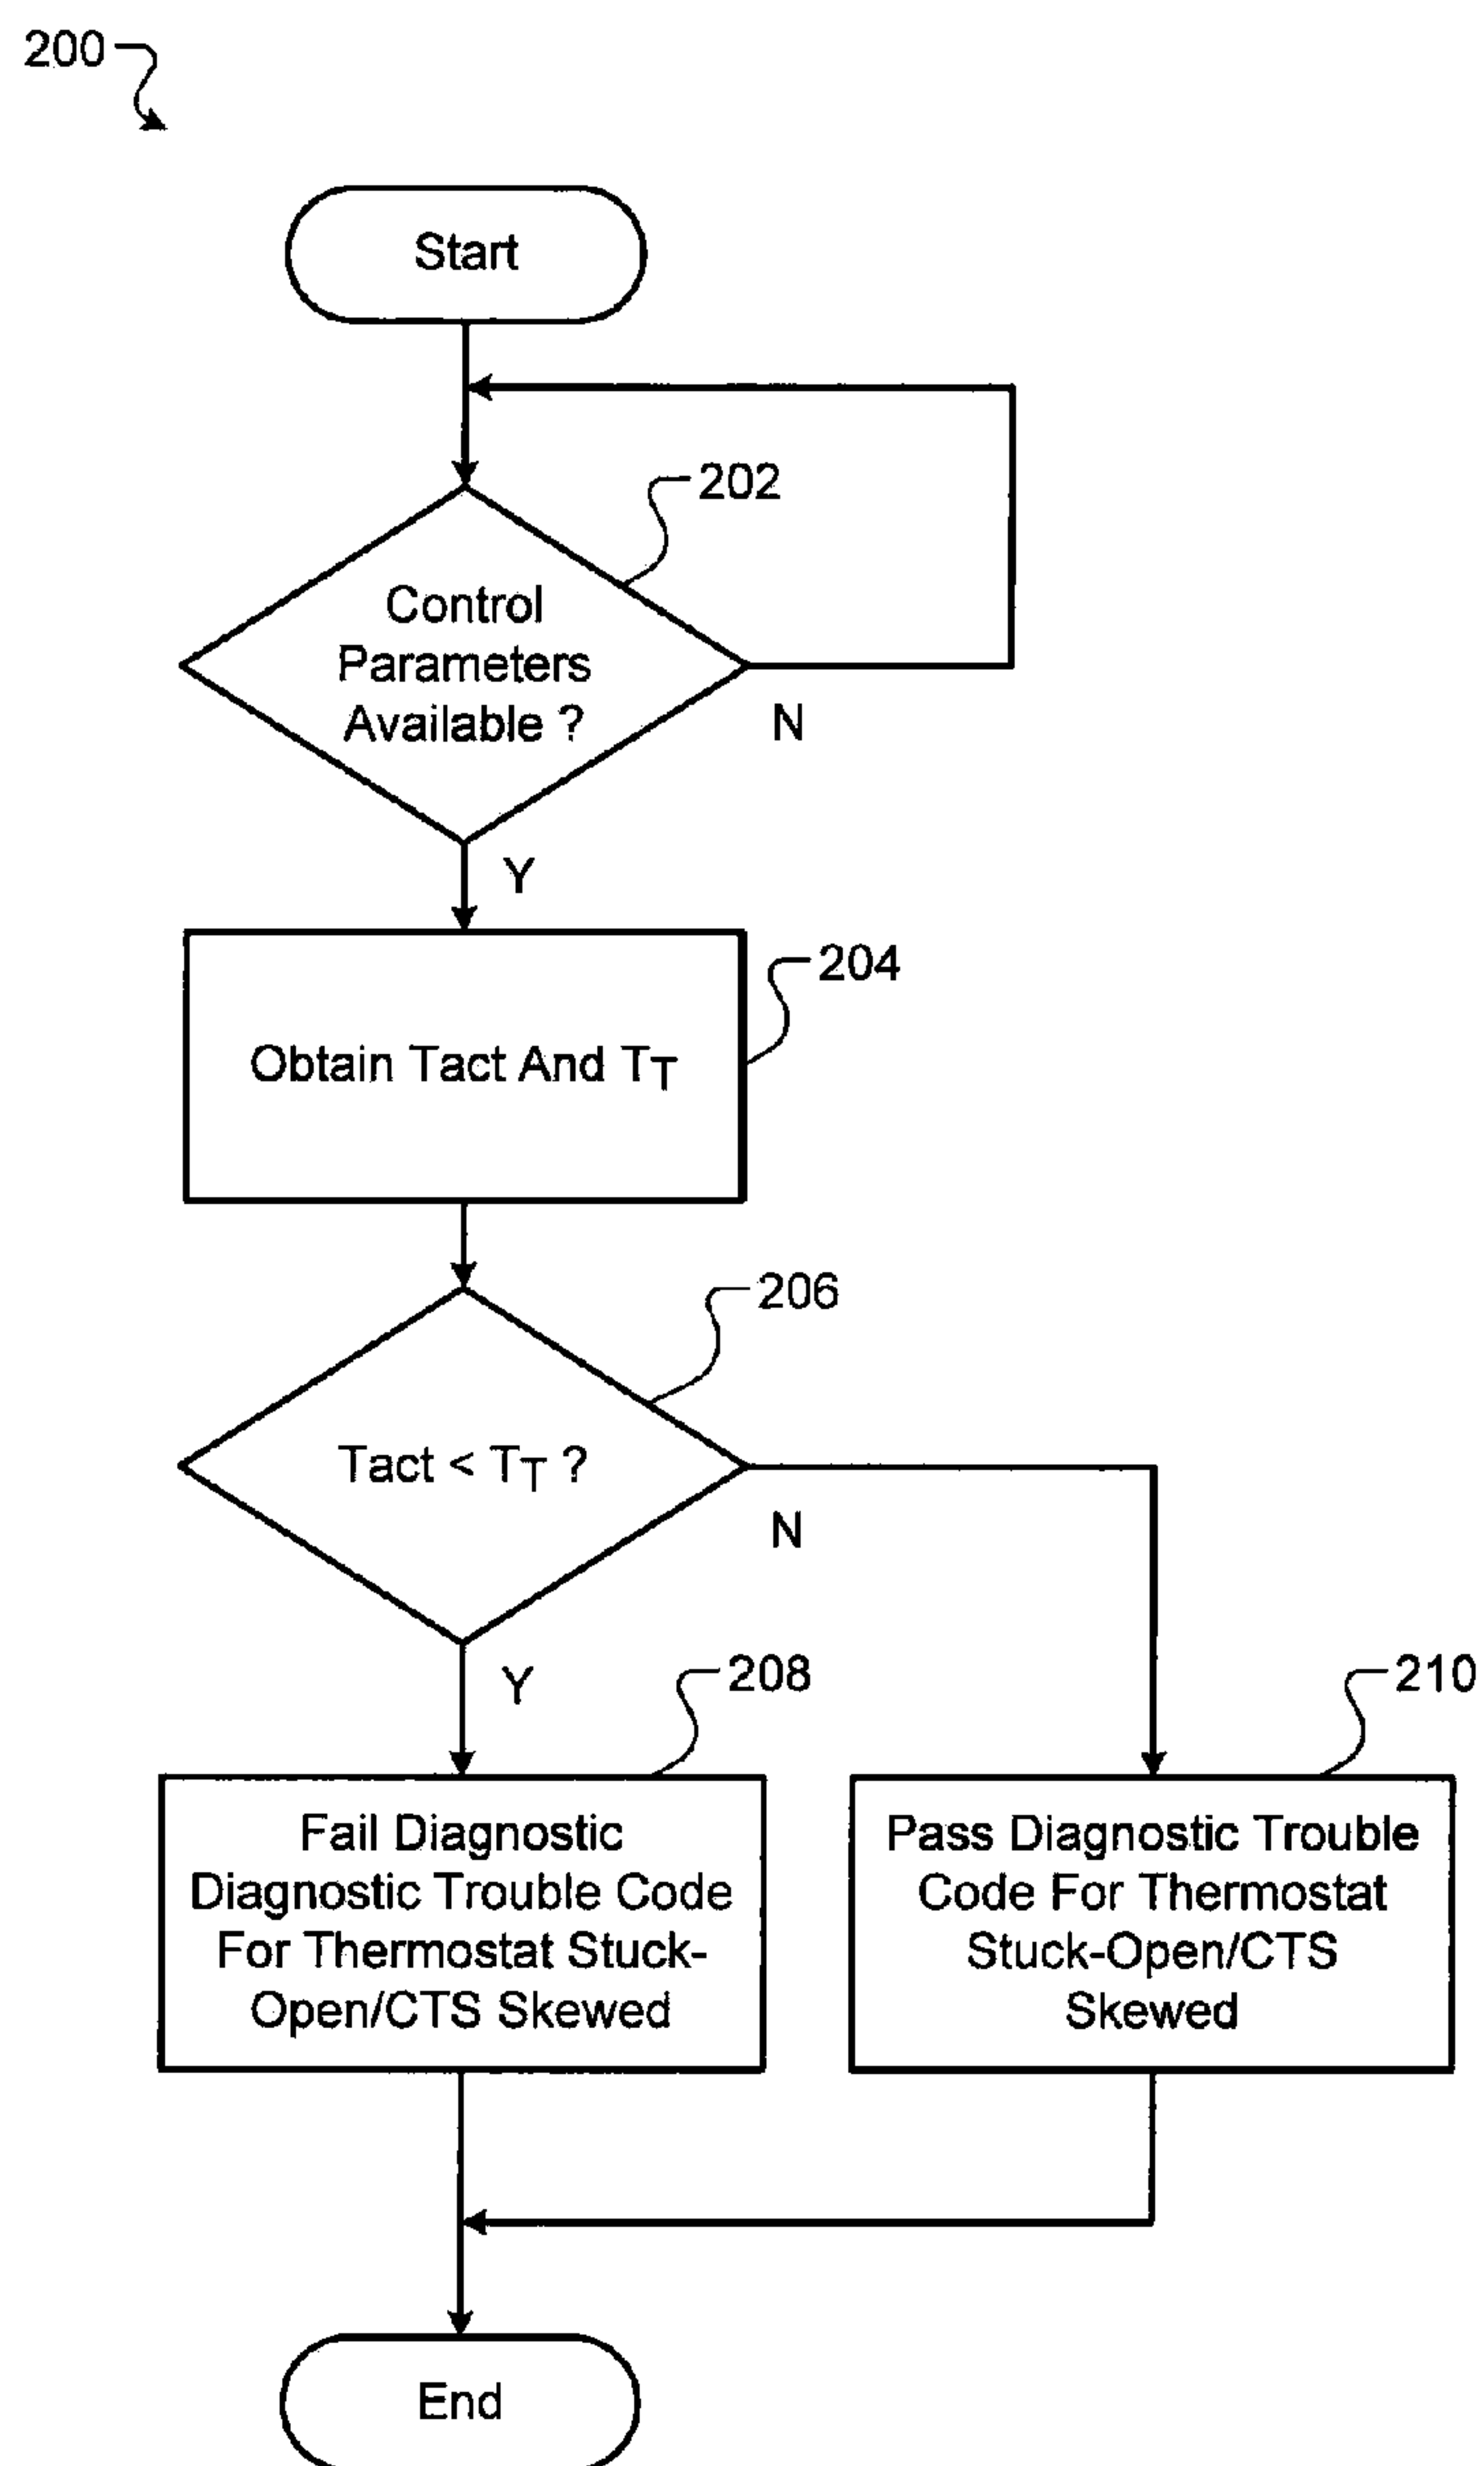 200
Start
202
Control
Parameters
Available ?
N
Y
204
Obtain Tact And TT
206
Tact < TT ?
N
Y
208
210
Fail Diagnostic
Diagnostic Trouble Code
For Thermostat Stuck-
Open/CTS Skewed
Pass Diagnostic Trouble
Code For Thermostat
Stuck-Open/CTS
Skewed
End